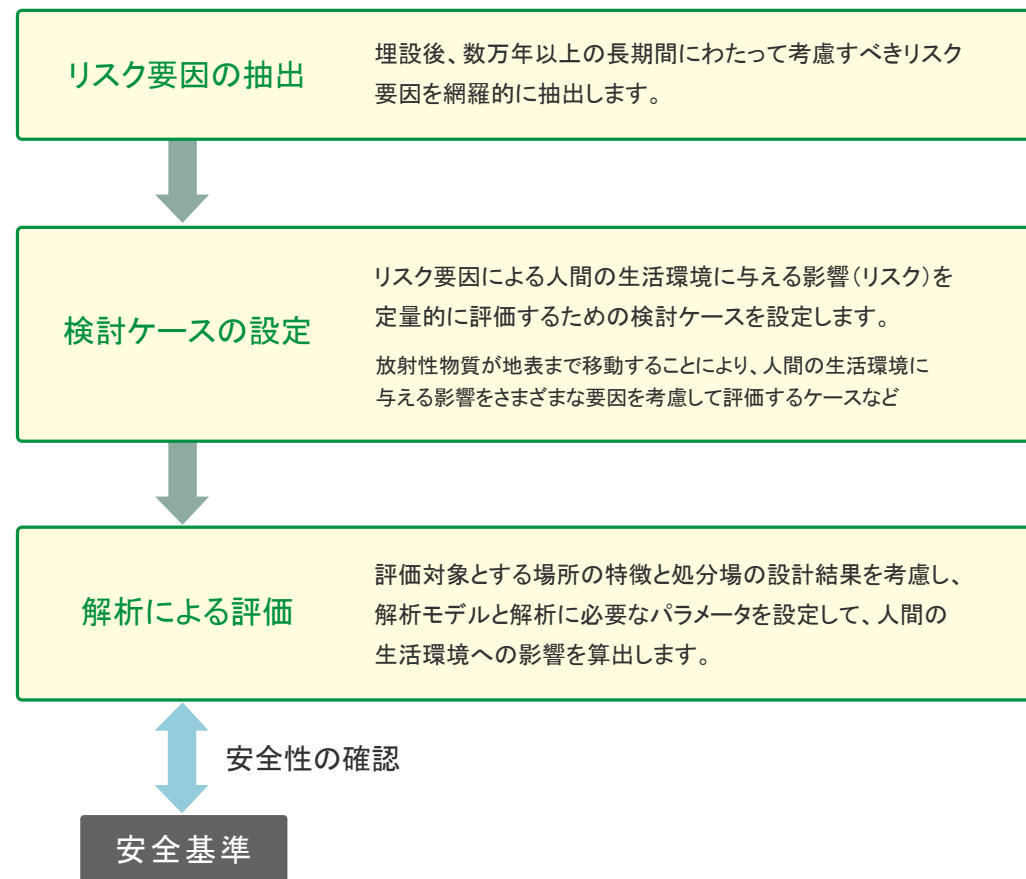 リスク要因の抽出
埋設後、数万年以上の長期間にわたって考慮すべきリスク
要因を網羅的に抽出します。
検討ケースの設定
リスク要因による人間の生活環境に与える影響（リスク）を
定量的に評価するための検討ケースを設定します。
放射性物質が地表まで移動することにより、人間の生活環境に
与える影響をさまざまな要因を考慮して評価するケースなど
解析による評価
評価対象とする場所の特徴と処分場の設計結果を考慮し、
解析モデルと解析に必要なパラメータを設定して、人間の
生活環境への影響を算出します。
安全性の確認
安全基準